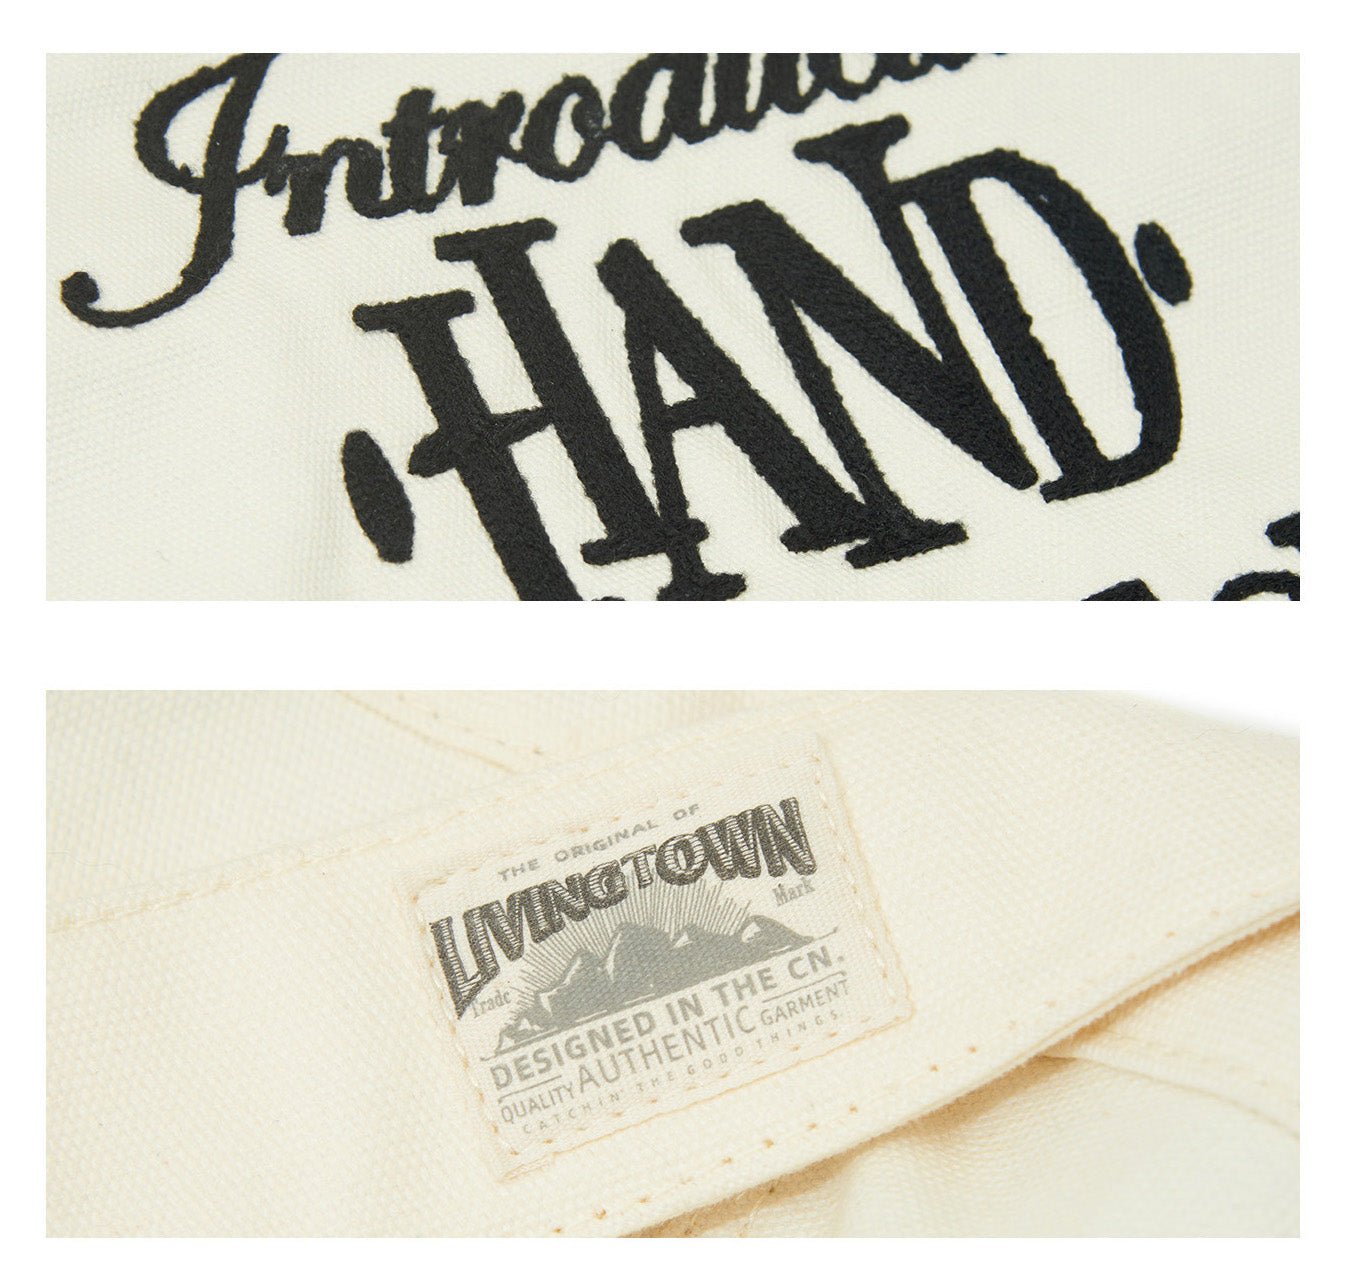 HAND
THE ORIGINAL OF
LIVINGTOWN
Trade Mark
DESIGNED IN THE CN.
QUALITY AUTHENTIC GARMENT
CATCHIN' THE GOOD THINGS.